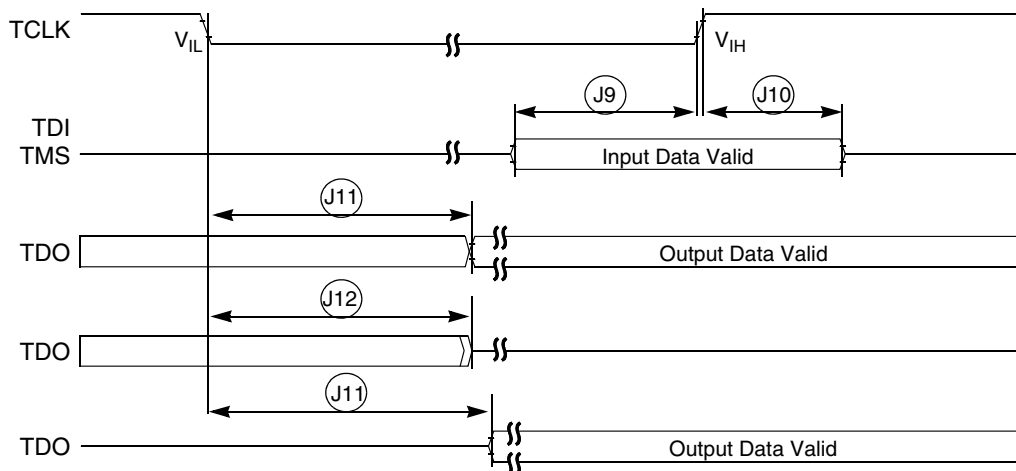 TCLK
VIL
VIH
J9
J10
TDI
TMS
Input Data Valid
J11
TDO
Output Data Valid
J12
TDO
J11
TDO
Output Data Valid